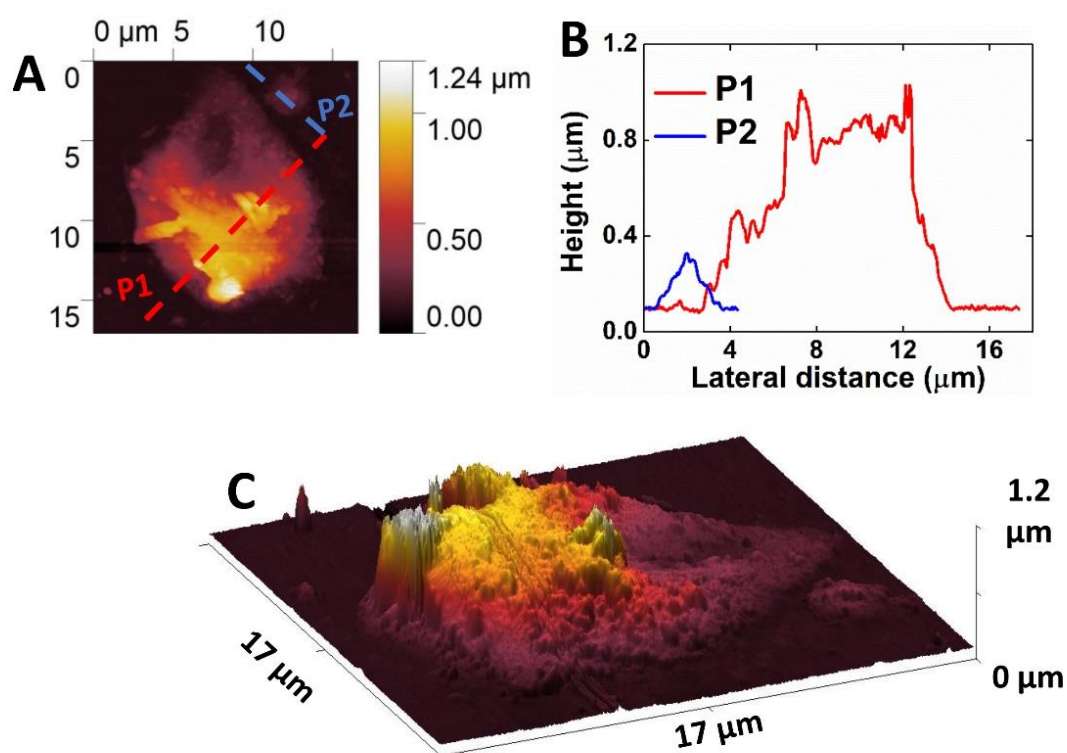 A
0 μm 5 10
0
5
10
15
P2
P1
1.24 μm
1.00
0.50
0.00
B
1.2
0.8
0.4
0.0
Height (μm)
P1
P2
0 4 8 12 16
Lateral distance (μm)
C
1.2
μm
0 μm
17 μm
17 μm